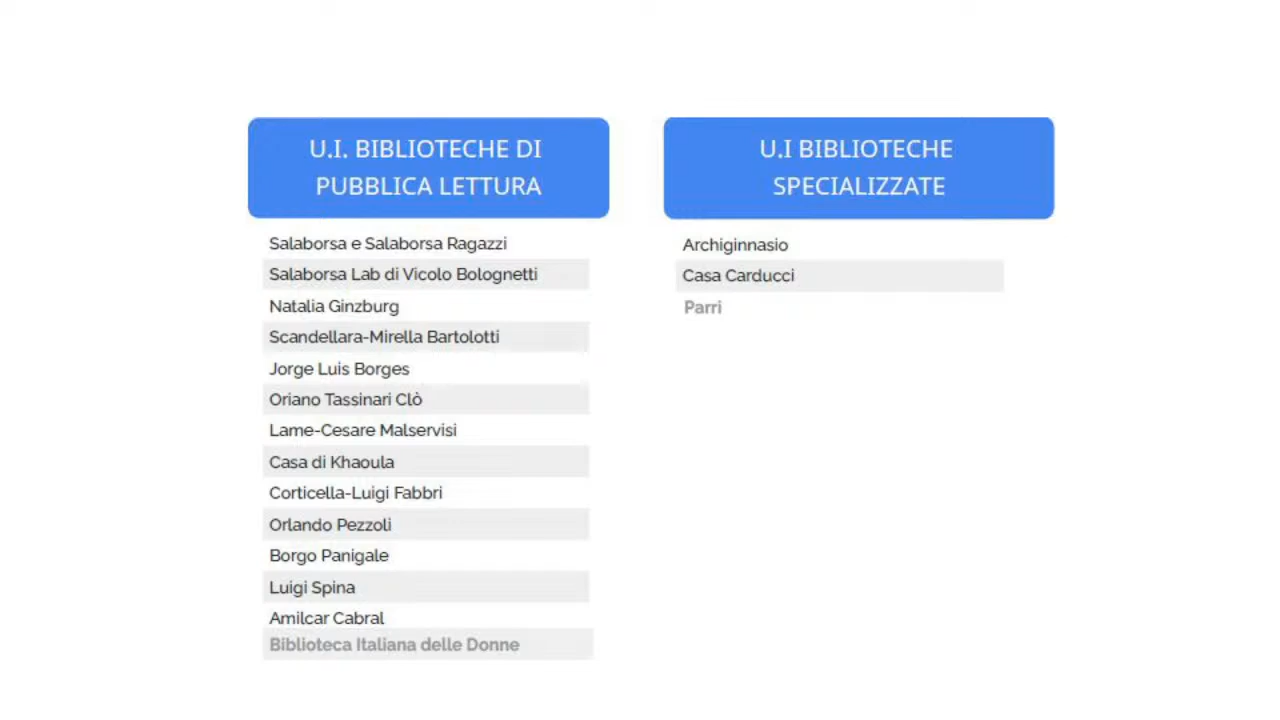 U.I. BIBLIOTECHE DI
PUBBLICA LETTURA
Salaborsa e Salaborsa Ragazzi
Salaborsa Lab di Vicolo Bolognetti
Natalia Ginzburg
Scandellara-Mirella Bartolotti
Jorge Luis Borges
Oriano Tassinari Clò
Lame-Cesare Malservisi
Casa di Khaoula
Corticella-Luigi Fabbri
Orlando Pezzoli
Borgo Panigale
Luigi Spina
Amilcar Cabral
Biblioteca Italiana delle Donne
U.I BIBLIOTECHE
SPECIALIZZATE
Archiginnasio
Casa Carducci
Parri